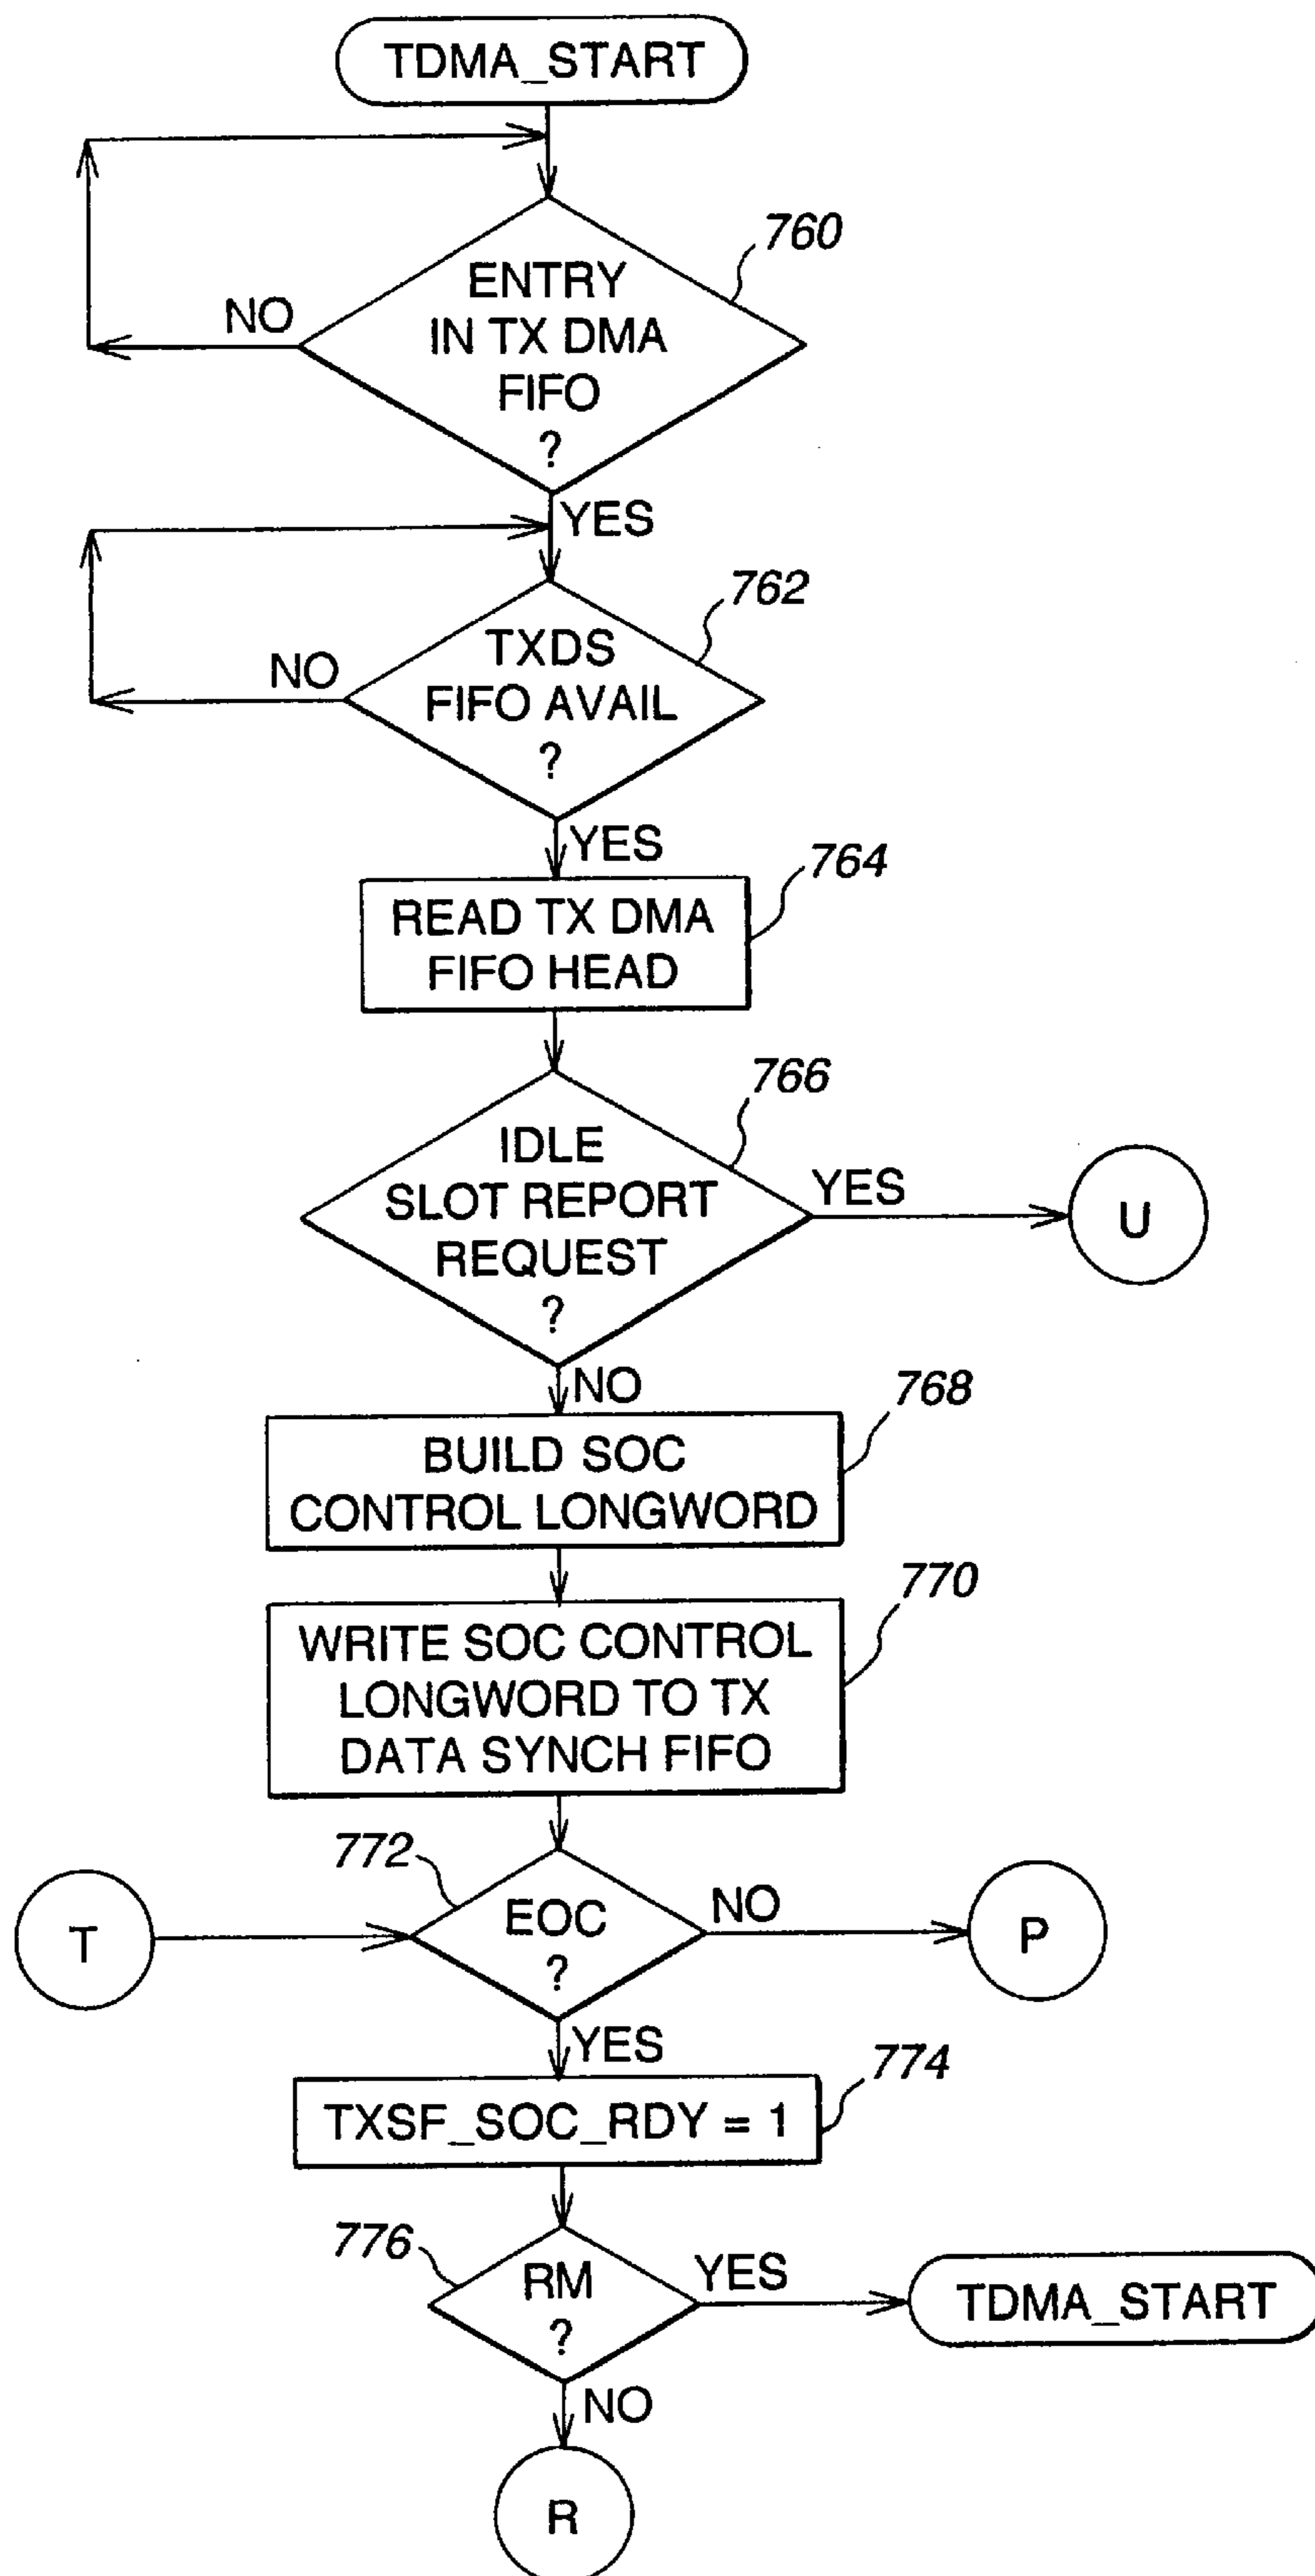 TDMA_START
760
ENTRY
IN TX DMA
FIFO
?
NO
YES
762
TXDS
FIFO AVAIL
?
NO
YES
764
READ TX DMA
FIFO HEAD
766
IDLE
SLOT REPORT
REQUEST
?
YES
U
NO
768
BUILD SOC
CONTROL LONGWORD
770
WRITE SOC CONTROL
LONGWORD TO TX
DATA SYNCH FIFO
772
T
EOC
?
NO
P
YES
774
TXSF_SOC_RDY = 1
776
RM
?
YES
TDMA_START
NO
R